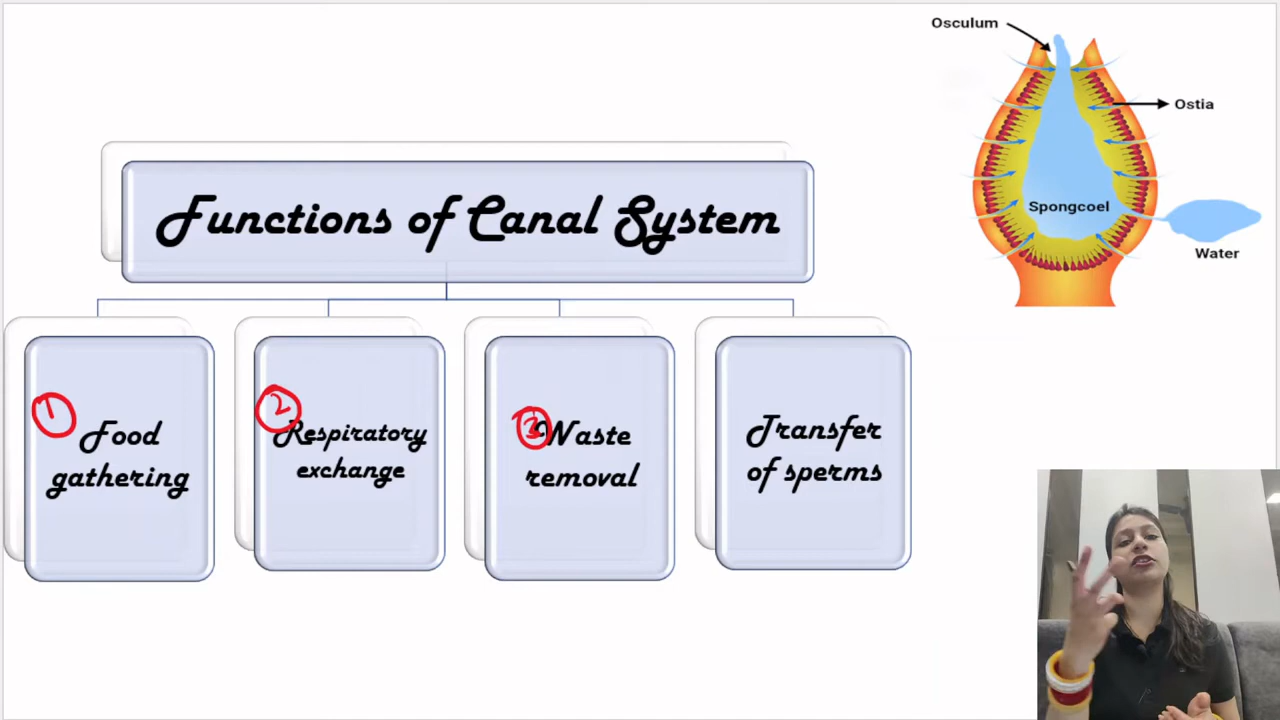 Osculum
Ostia
Spongcoel
Water
Functions of Canal System
1
Food
gathering
2
Respiratory
exchange
3
Waste
removal
Transfer
of sperms